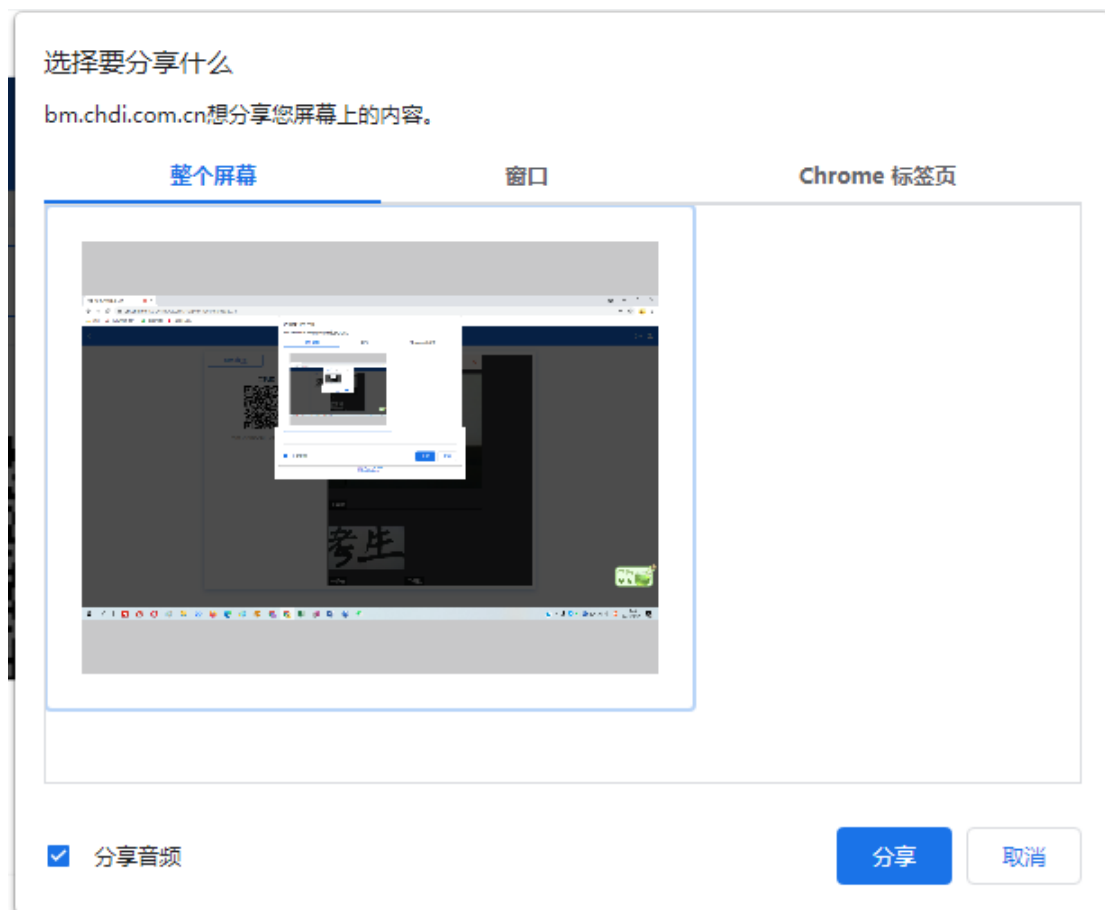 选择要分享什么
bm.chdi.com.cn想分享您屏幕上的内容。
整个屏幕
窗口
Chrome 标签页
考生
分享音频
分享
取消